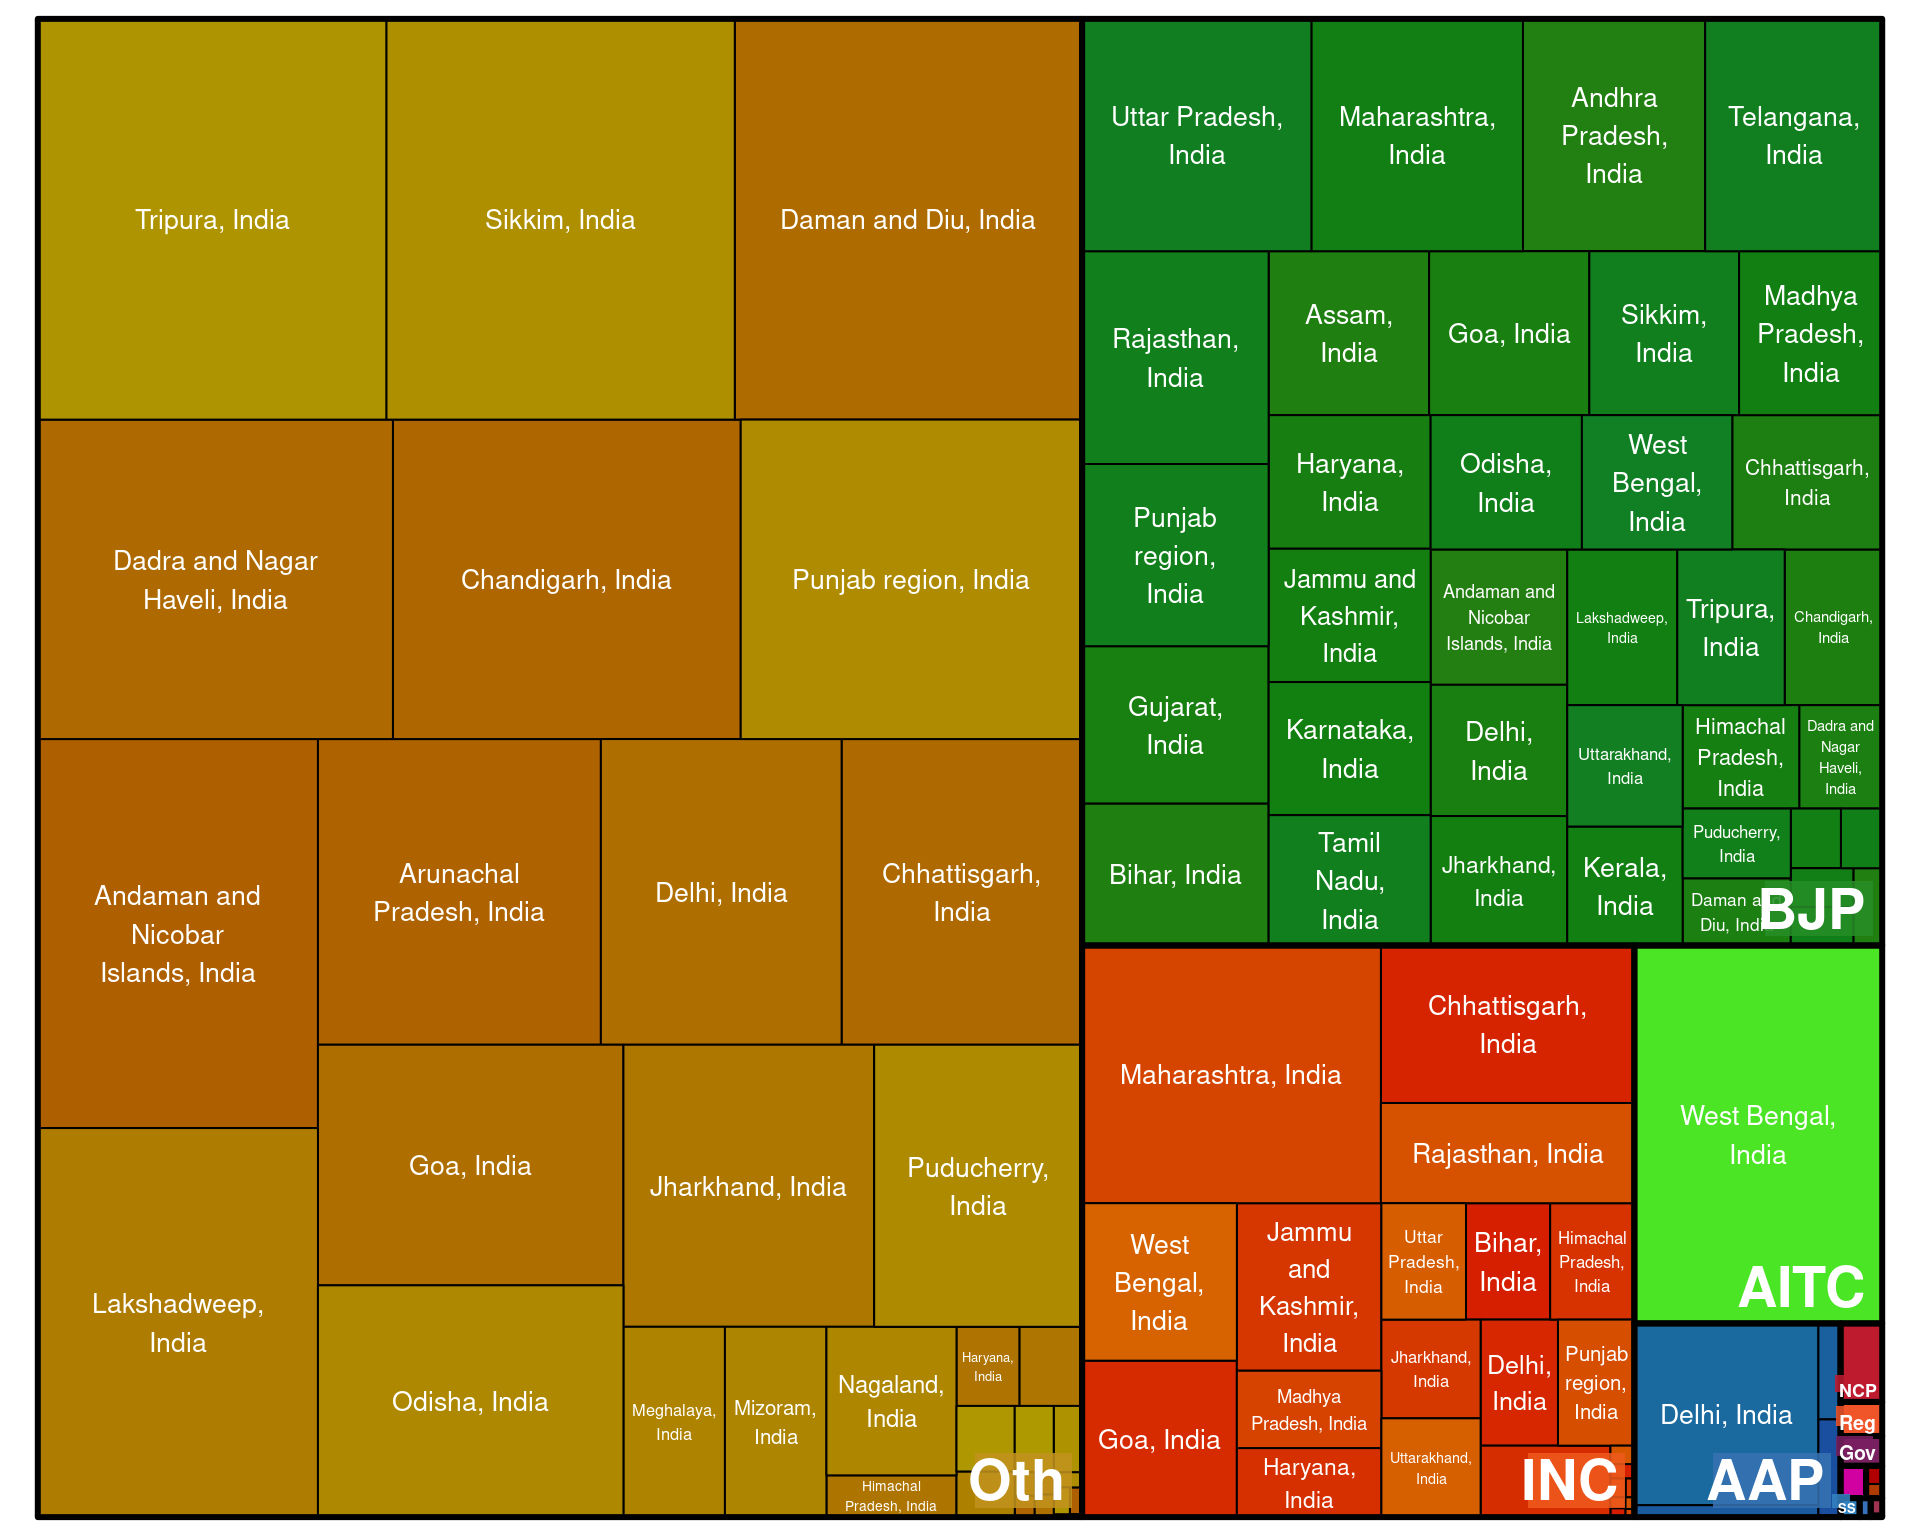 Tripura, India
Sikkim, India
Daman and Diu, India
Dadra and Nagar
Haveli, India
Chandigarh, India
Punjab region, India
Andaman and
Nicobar
Islands, India
Arunachal
Pradesh, India
Delhi, India
Chhattisgarh,
India
Lakshadweep,
India
Goa, India
Jharkhand, India
Puducherry,
India
Odisha, India
Meghalaya,
India
Mizoram,
India
Nagaland,
India
Haryana,
India
Himachal
Pradesh, India
Oth
Uttar Pradesh,
India
Maharashtra,
India
Andhra
Pradesh,
India
Telangana,
India
Rajasthan,
India
Assam,
India
Goa, India
Sikkim,
India
Madhya
Pradesh,
India
Haryana,
India
Odisha,
India
West
Bengal,
India
Chhattisgarh,
India
Punjab
region,
India
Jammu and
Kashmir,
India
Andaman and
Nicobar
Islands, India
Lakshadweep,
India
Tripura,
India
Chandigarh,
India
Gujarat,
India
Karnataka,
India
Delhi,
India
Uttarakhand,
India
Himachal
Pradesh,
India
Dadra and
Nagar
Haveli,
India
Bihar, India
Tamil
Nadu,
India
Jharkhand,
India
Kerala,
India
Puducherry,
India
Daman
Diu,
BJP
Maharashtra, India
Chhattisgarh,
India
Rajasthan, India
West
Bengal,
India
Jammu
and
Kashmir,
India
Uttar
Pradesh,
India
Bihar,
India
Himachal
Pradesh,
India
Goa, India
Madhya
Pradesh, India
Haryana,
India
Jharkhand,
India
Delhi,
India
Punjab
region,
India
Uttarakhand,
India
INC
West Bengal,
India
AITC
Delhi, India
AAP
NCP
Reg
Gov
SS